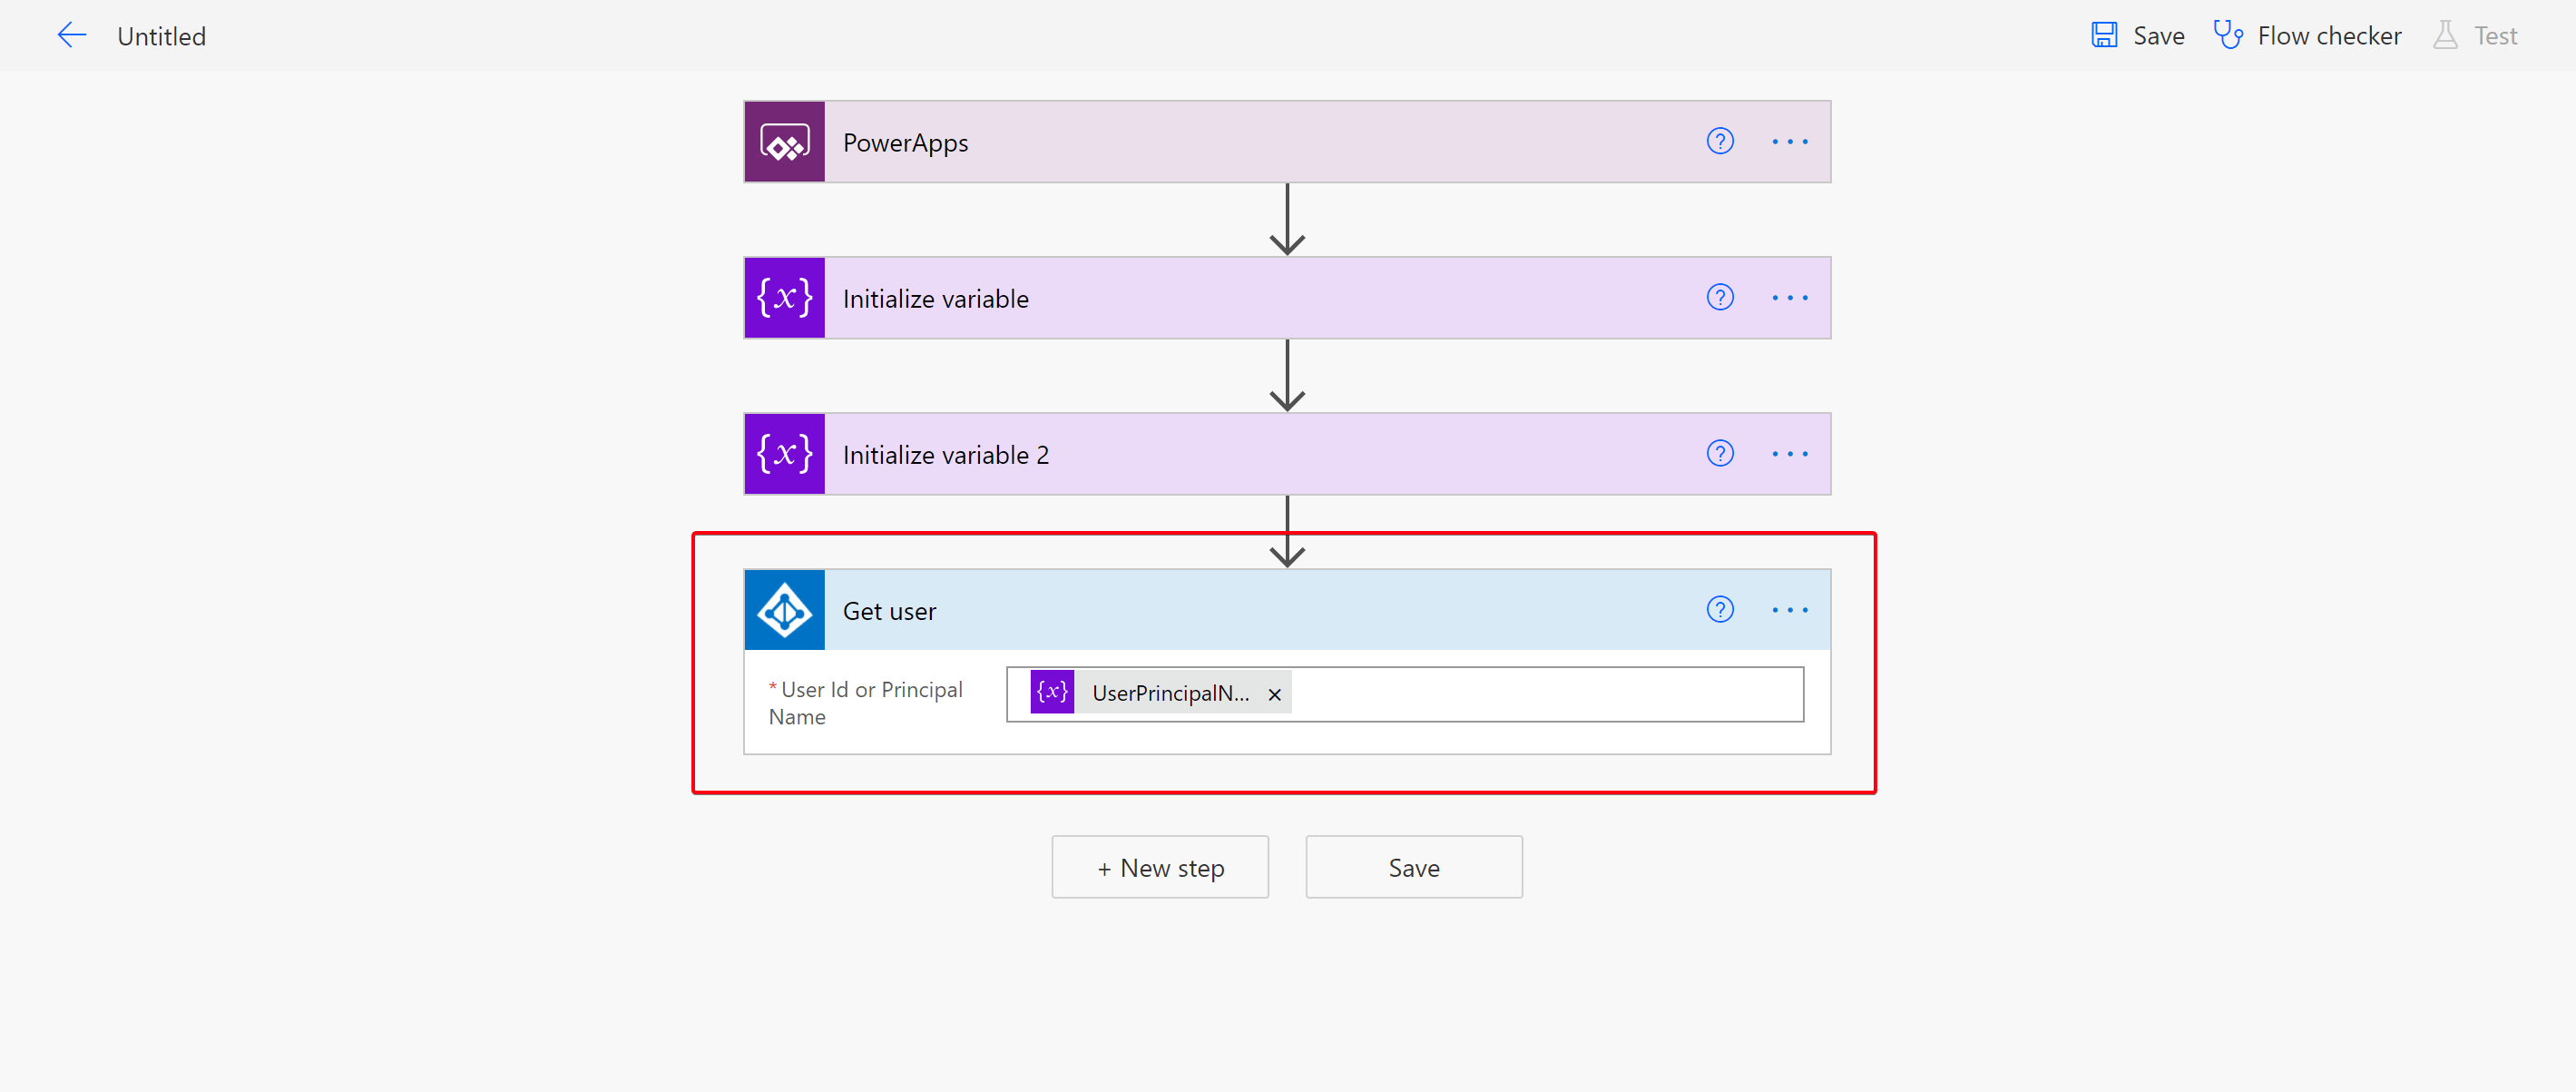 Untitled
Save
Flow checker
Test
PowerApps
{x} Initialize variable
{x} Initialize variable 2
Get user
* User Id or Principal
Name
{x} UserPrincipalN... ×
+ New step
Save